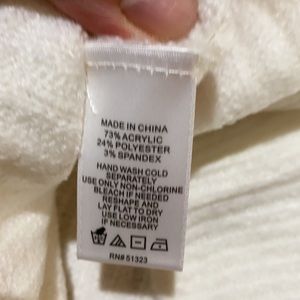 MADE IN CHINA
73% ACRYLIC
24% POLYESTER
3% SPANDEX
HAND WASH COLD
SEPARATELY
USE ONLY NON-CHLORINE
BLEACH IF NEEDED
RESHAPE AND
LAY FLAT TO DRY
USE LOW IRON
IF NECESSARY
RN# 51323